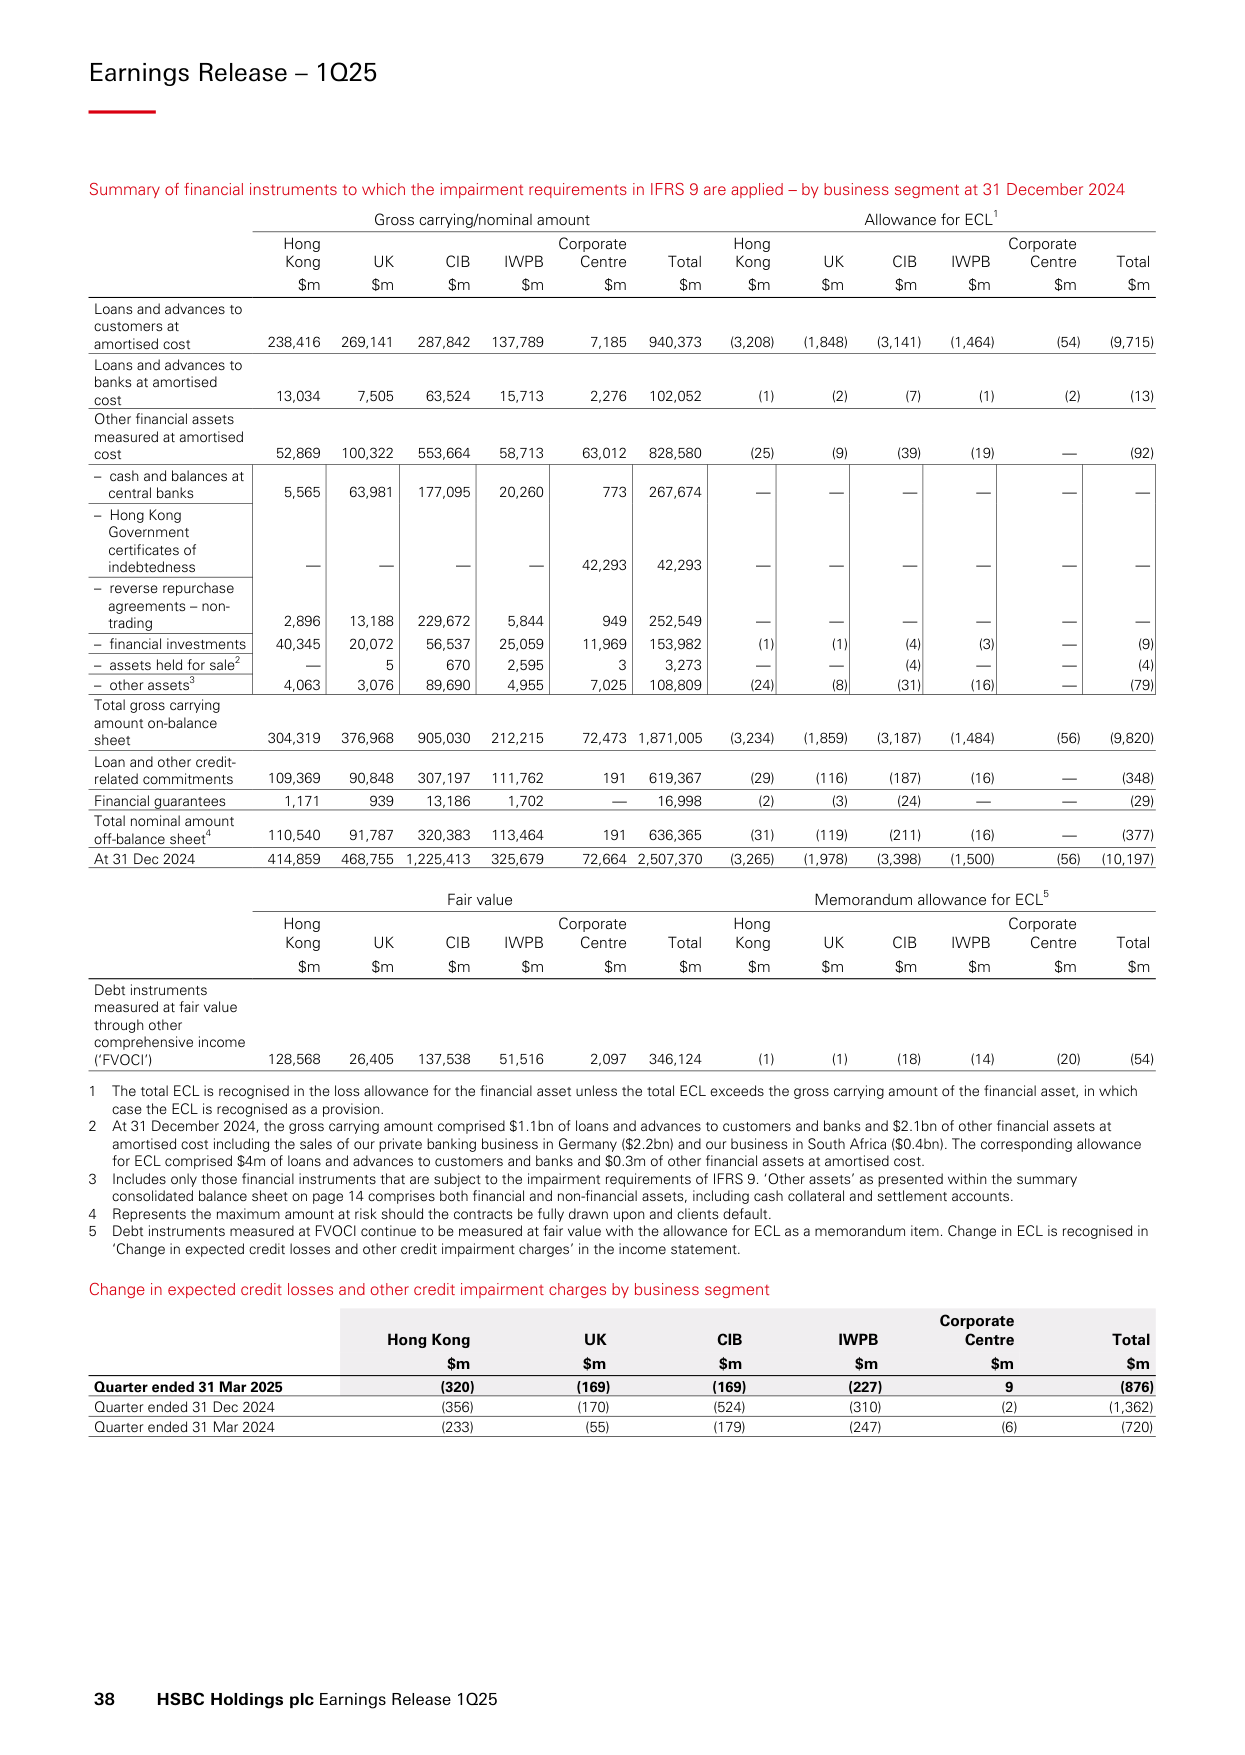 Earnings Release – 1Q25
Summary of financial instruments to which the impairment requirements in IFRS 9 are applied – by business segment at 31 December 2024
Gross carrying/nominal amount Allowance for ECL1
Hong Kong UK CIB IWPB Corporate Centre Total Hong Kong UK CIB IWPB Corporate Centre Total
$m $m $m $m $m $m $m $m $m $m $m $m
Loans and advances to
customers at
amortised cost 238,416 269,141 287,842 137,789 7,185 940,373 (3,208) (1,848) (3,141) (1,464) (54) (9,715)
Loans and advances to
banks at amortised
cost 13,034 7,505 63,524 15,713 2,276 102,052 (1) (2) (7) (1) (2) (13)
Other financial assets
measured at amortised
cost 52,869 100,322 553,664 58,713 63,012 828,580 (25) (9) (39) (19) — (92)
– cash and balances at
central banks 5,565 63,981 177,095 20,260 773 267,674 — — — — — —
– Hong Kong
Government
certificates of
indebtedness — — — — 42,293 42,293 — — — — — —
– reverse repurchase
agreements – non-
trading 2,896 13,188 229,672 5,844 949 252,549 — — — — — —
– financial investments 40,345 20,072 56,537 25,059 11,969 153,982 (1) (1) (4) (3) — (9)
– assets held for sale2 — 5 670 2,595 3 3,273 — — (4) — — (4)
– other assets3 4,063 3,076 89,690 4,955 7,025 108,809 (24) (8) (31) (16) — (79)
Total gross carrying
amount on-balance
sheet 304,319 376,968 905,030 212,215 72,473 1,871,005 (3,234) (1,859) (3,187) (1,484) (56) (9,820)
Loan and other credit-
related commitments 109,369 90,848 307,197 111,762 191 619,367 (29) (116) (187) (16) — (348)
Financial guarantees 1,171 939 13,186 1,702 — 16,998 (2) (3) (24) — — (29)
Total nominal amount
off-balance sheet4 110,540 91,787 320,383 113,464 191 636,365 (31) (119) (211) (16) — (377)
At 31 Dec 2024 414,859 468,755 1,225,413 325,679 72,664 2,507,370 (3,265) (1,978) (3,398) (1,500) (56) (10,197)
Fair value Memorandum allowance for ECL5
Hong Kong UK CIB IWPB Corporate Centre Total Hong Kong UK CIB IWPB Corporate Centre Total
$m $m $m $m $m $m $m $m $m $m $m $m
Debt instruments
measured at fair value
through other
comprehensive income
(‘FVOCI’) 128,568 26,405 137,538 51,516 2,097 346,124 (1) (1) (18) (14) (20) (54)
1 The total ECL is recognised in the loss allowance for the financial asset unless the total ECL exceeds the gross carrying amount of the financial asset, in which
case the ECL is recognised as a provision.
2 At 31 December 2024, the gross carrying amount comprised $1.1bn of loans and advances to customers and banks and $2.1bn of other financial assets at
amortised cost including the sales of our private banking business in Germany ($2.2bn) and our business in South Africa ($0.4bn). The corresponding allowance
for ECL comprised $4m of loans and advances to customers and banks and $0.3m of other financial assets at amortised cost.
3 Includes only those financial instruments that are subject to the impairment requirements of IFRS 9. ‘Other assets’ as presented within the summary
consolidated balance sheet on page 14 comprises both financial and non-financial assets, including cash collateral and settlement accounts.
4 Represents the maximum amount at risk should the contracts be fully drawn upon and clients default.
5 Debt instruments measured at FVOCI continue to be measured at fair value with the allowance for ECL as a memorandum item. Change in ECL is recognised in
‘Change in expected credit losses and other credit impairment charges’ in the income statement.
Change in expected credit losses and other credit impairment charges by business segment
Hong Kong UK CIB IWPB Corporate Centre Total
$m $m $m $m $m $m
Quarter ended 31 Mar 2025 (320) (169) (169) (227) 9 (876)
Quarter ended 31 Dec 2024 (356) (170) (524) (310) (2) (1,362)
Quarter ended 31 Mar 2024 (233) (55) (179) (247) (6) (720)
38 HSBC Holdings plc Earnings Release 1Q25